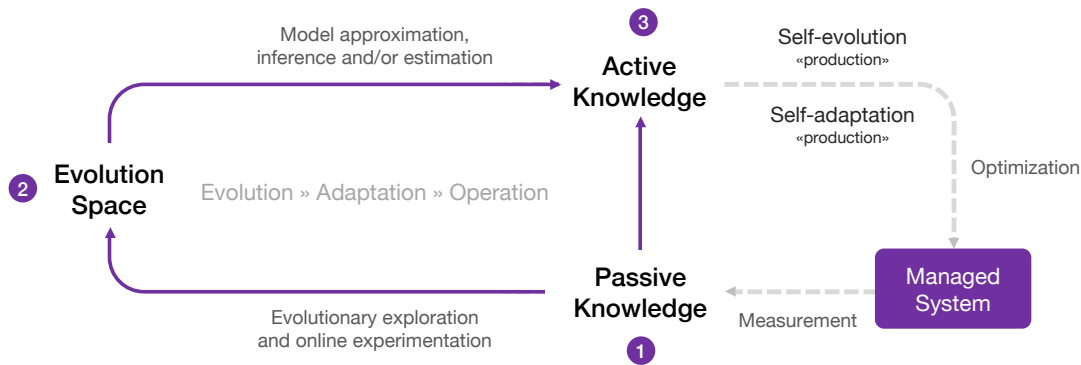 3
Model approximation,
inference and/or estimation
Active
Knowledge
Self-evolution
«production»
Self-adaptation
«production»
Optimization
2
Evolution
Space
Evolution » Adaptation » Operation
Passive
Knowledge
Managed
System
Measurement
Evolutionary exploration
and online experimentation
1